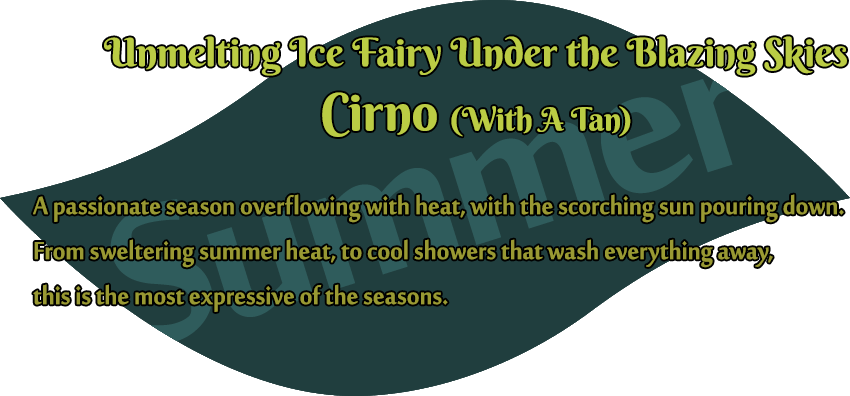 Unmelting Ice Fairy Under the Blazing Skies
Cirno (With A Tan)
Summer
A passionate season overflowing with heat, with the scorching sun pouring down.
From sweltering summer heat, to cool showers that wash everything away,
this is the most expressive of the seasons.